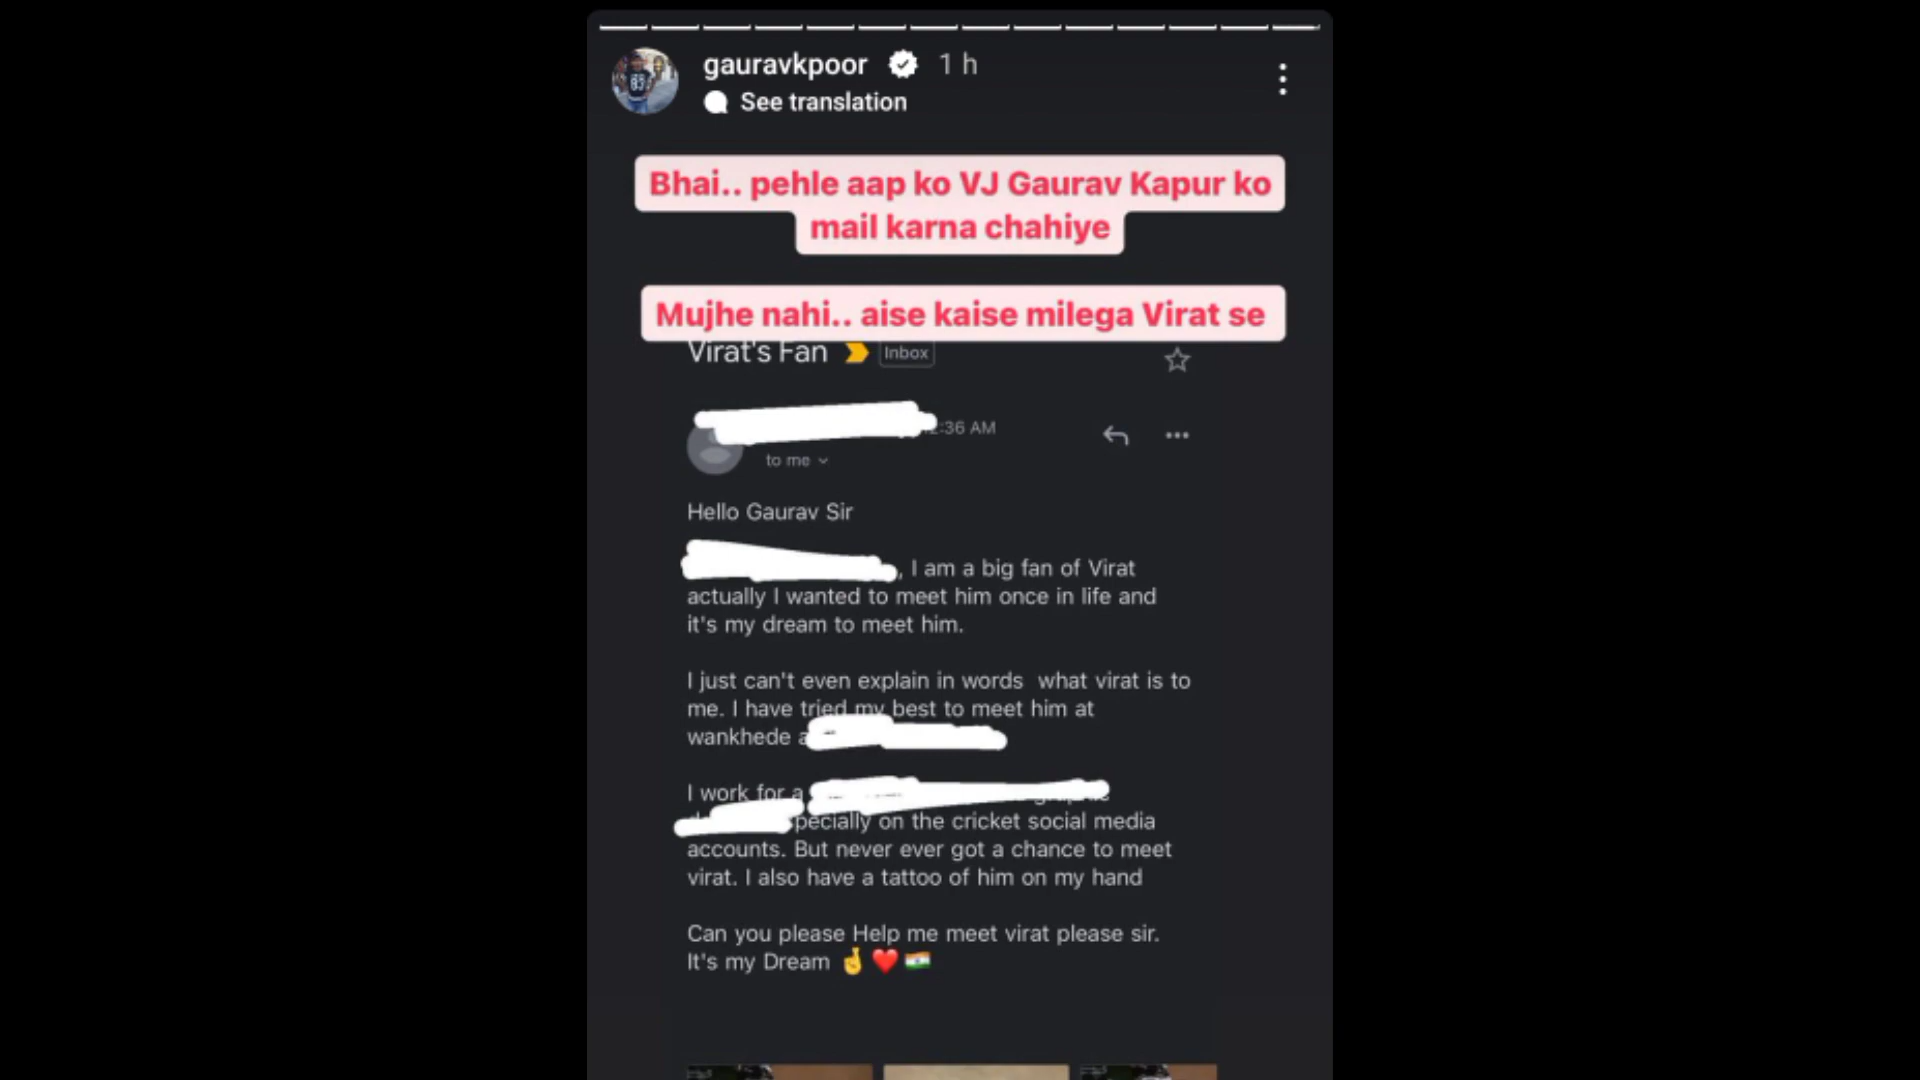 gauravkpoor 1 h
See translation
Bhai.. pehle aap ko VJ Gaurav Kapur ko
mail karna chahiye
Mujhe nahi.. aise kaise milega Virat se
Virat's Fan Inbox
:36 AM
to me
Hello Gaurav Sir
, I am a big fan of Virat
actually I wanted to meet him once in life and
it's my dream to meet him.
I just can't even explain in words what virat is to
me. I have tried my best to meet him at
wankhede
I work for a
on the cricket social media
accounts. But never ever got a chance to meet
virat. I also have a tattoo of him on my hand
Can you please Help me meet virat please sir.
It's my Dream 🤞❤️🇮🇳